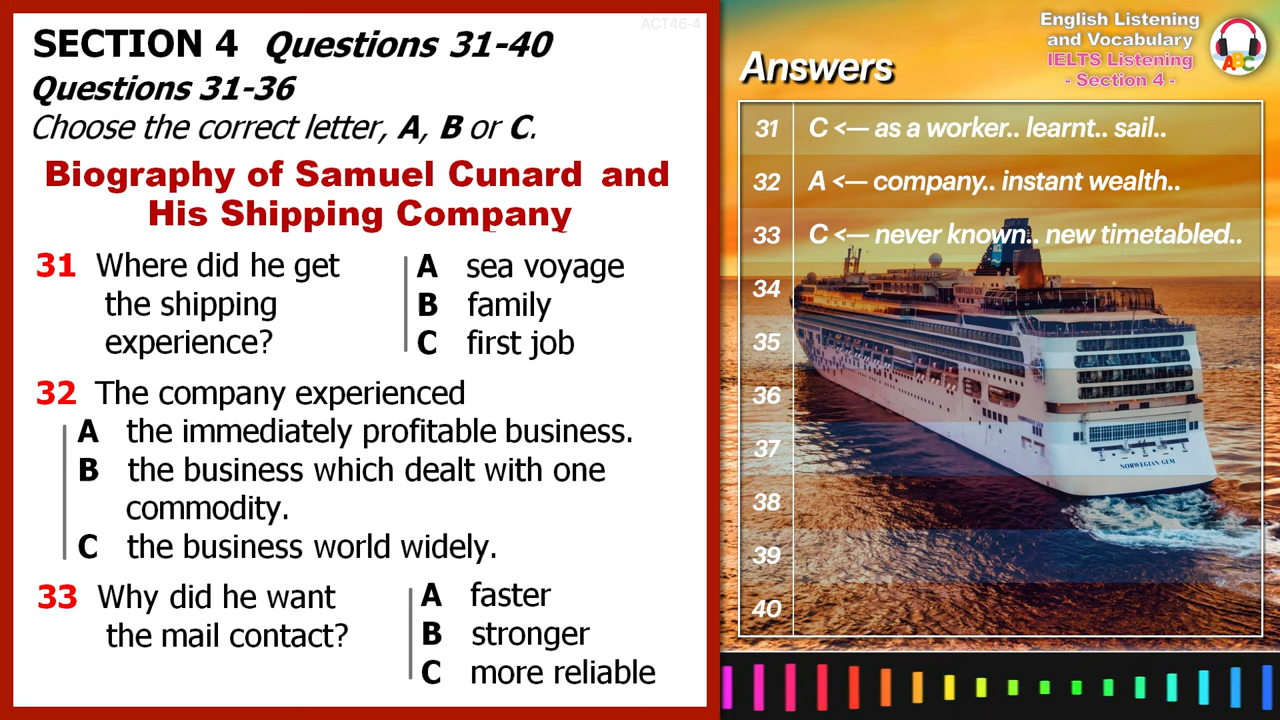 ACT46-4
SECTION 4 Questions 31-40
Questions 31-36
Choose the correct letter, A, B or C.
Biography of Samuel Cunard and
His Shipping Company
31 Where did he get
the shipping
experience?
A sea voyage
B family
C first job
32 The company experienced
A the immediately profitable business.
B the business which dealt with one
commodity.
C the business world widely.
33 Why did he want
the mail contact?
A faster
B stronger
C more reliable
English Listening
and Vocabulary
IELTS Listening
- Section 4 -
ABC
Answers
31 C <— as a worker.. learnt.. sail..
32 A <— company.. instant wealth..
33 C <— never known.. new timetabled..
34
35
36
37
38
39
40
NORWEGIAN GEM